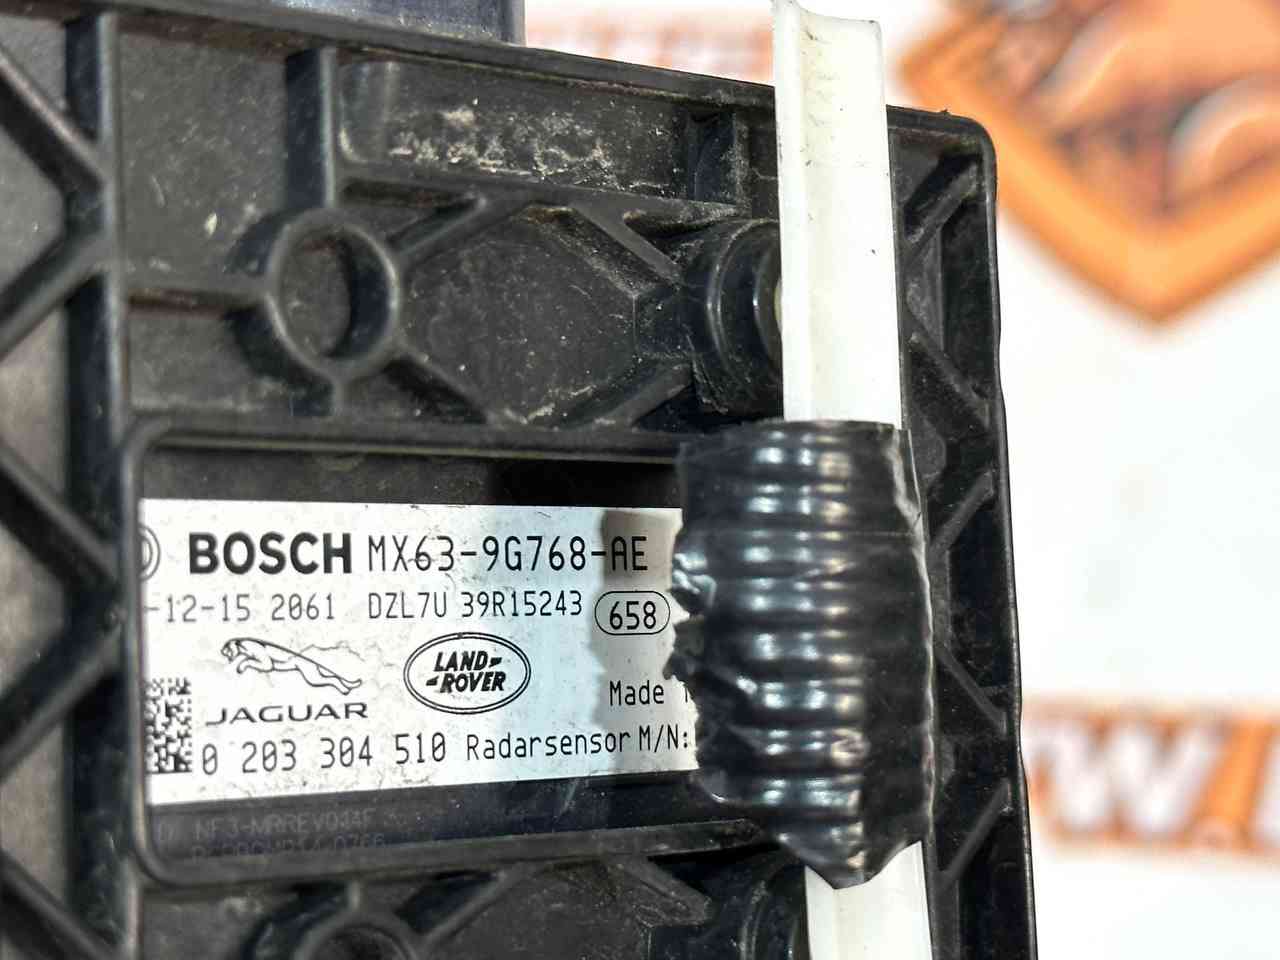 BOSCH MX63-9G768-AE
-12-15 2061 DZL7U 39R15243 658
LAND-
-ROVER
Made
JAGUAR
0 203 304 510 Radarsensor M/N: